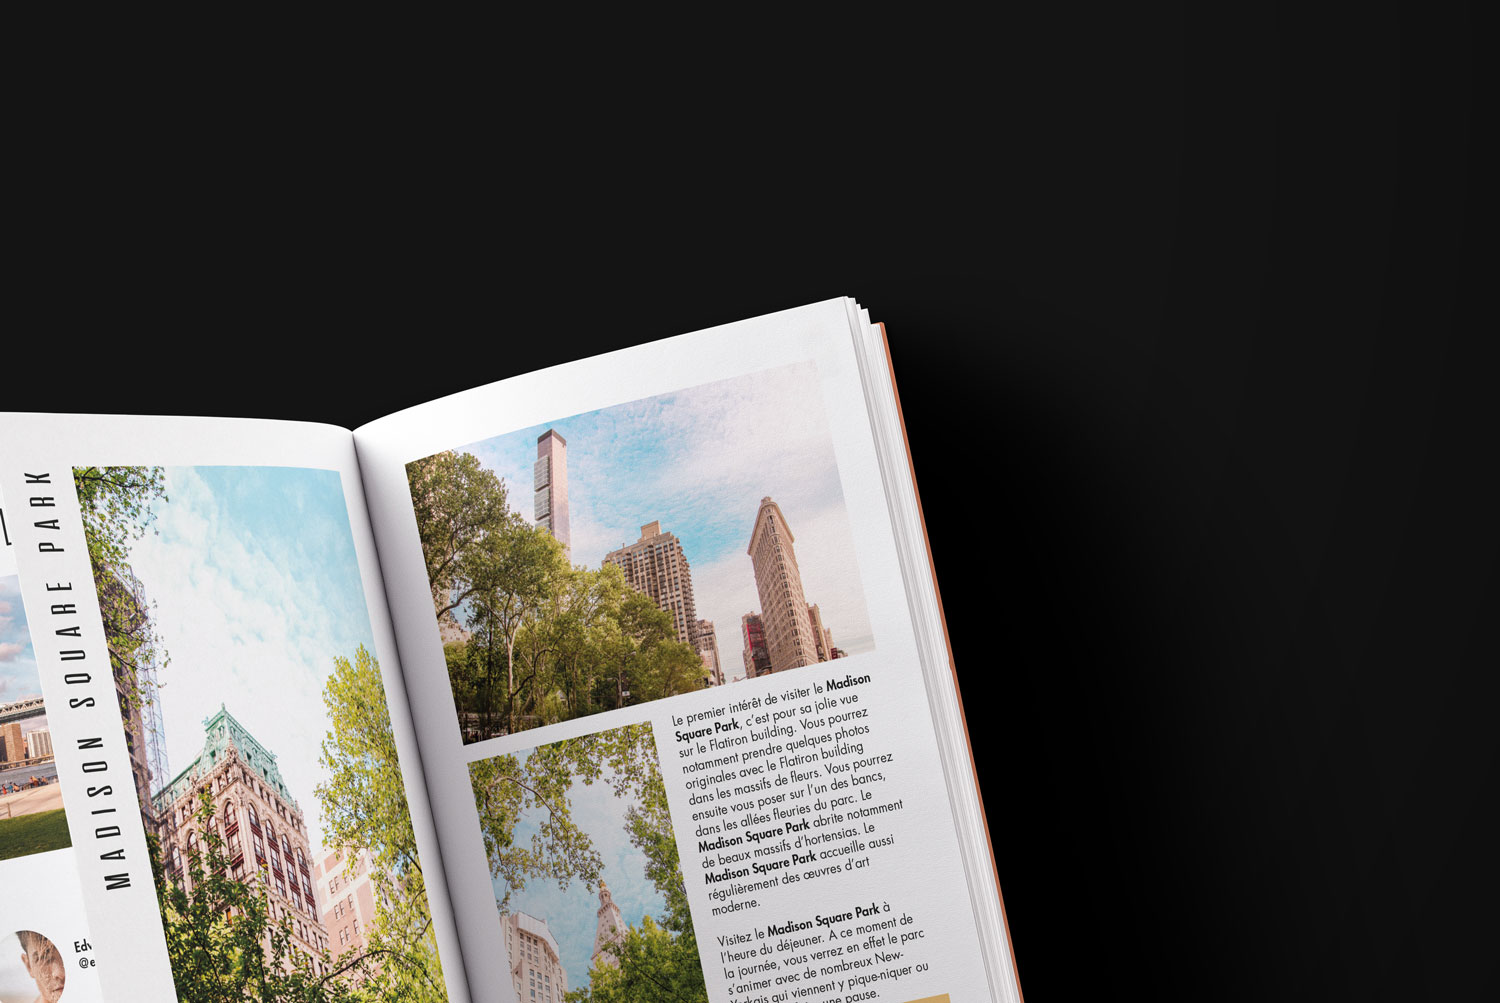 MADISON SQUARE PARK
Le premier intérêt de visiter le Madison
Square Park, c'est pour sa jolie vue
sur le Flatiron building. Vous pourrez
notamment prendre quelques photos
originales avec le Flatiron building
dans les massifs de fleurs. Vous pourrez
ensuite vous poser sur l'un des bancs,
dans les allées fleuries du parc. Le
Madison Square Park abrite notamment
de beaux massifs d'hortensias. Le
Madison Square Park accueille aussi
régulièrement des œuvres d'art
moderne.
Visitez le Madison Square Park à
l'heure du déjeuner. A ce moment de
la journée, vous verrez en effet le parc
s'animer avec de nombreux New-
Yorkais qui viennent y pique-niquer ou
une pause.